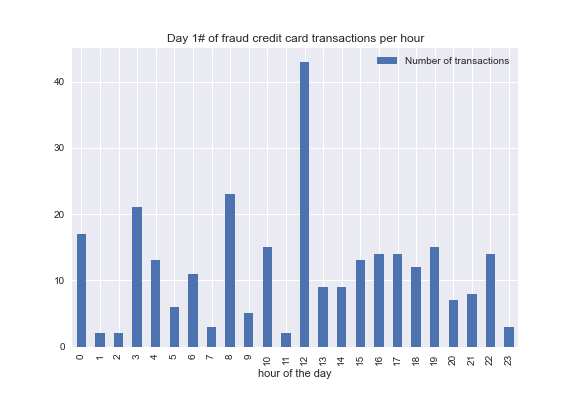 Day 1# of fraud credit card transactions per hour
Number of transactions
40
30
20
10
0
0 1 2 3 4 5 6 7 8 9 10 11 12 13 14 15 16 17 18 19 20 21 22 23
hour of the day